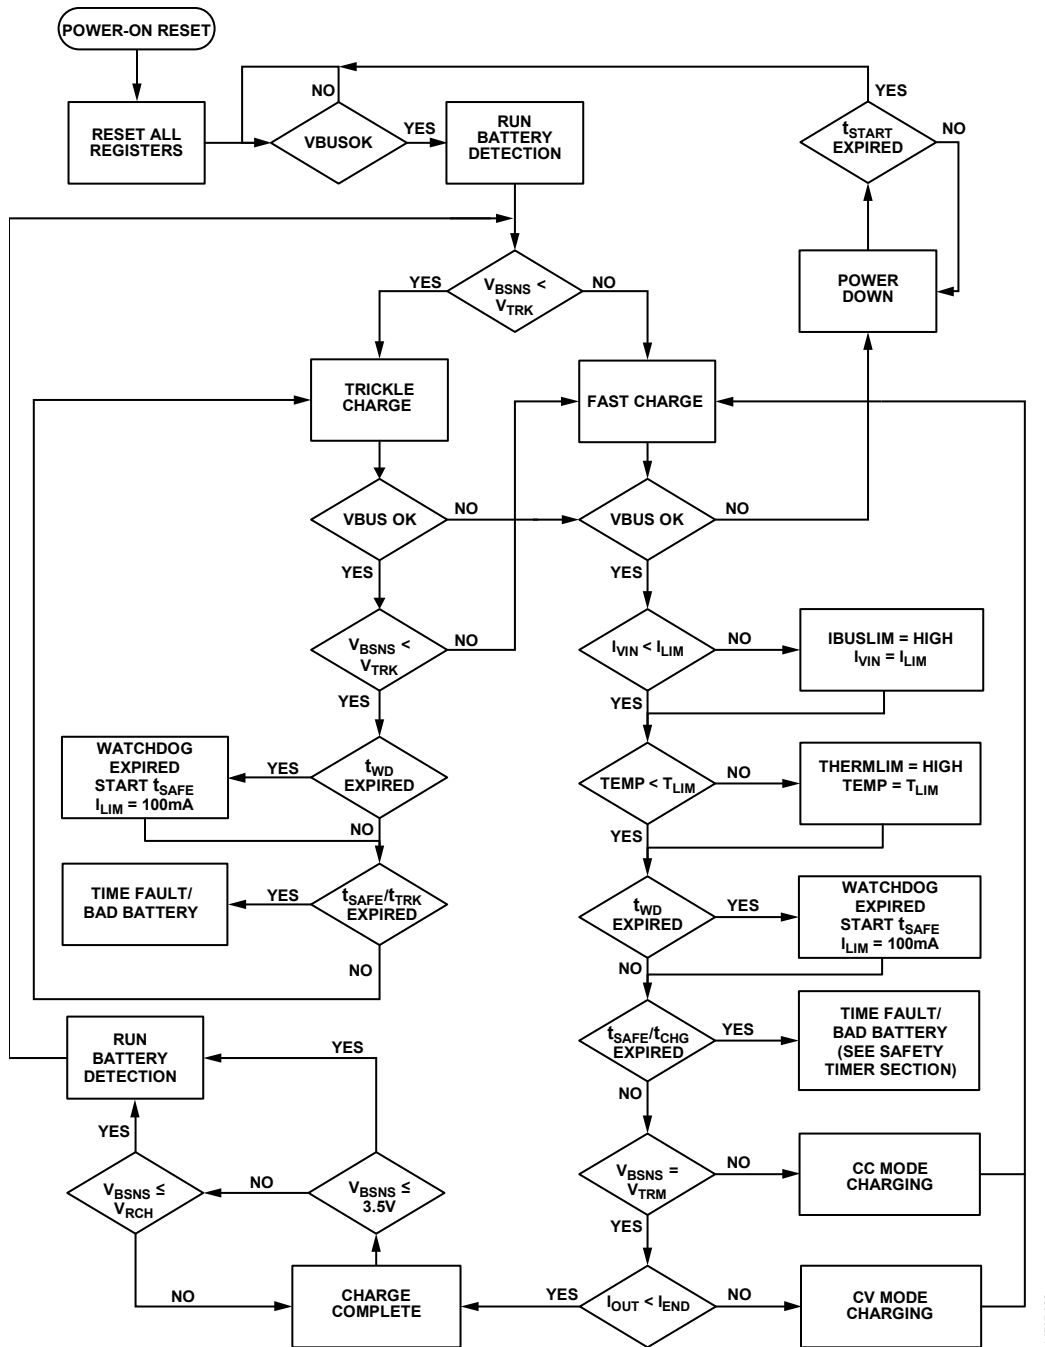 POWER-ON RESET
NO
YES
RESET ALL
REGISTERS
VBUSOK
YES
RUN
BATTERY
DETECTION
tSTART
EXPIRED
NO
YES
VBSNS <
VTRK
NO
POWER
DOWN
TRICKLE
CHARGE
FAST CHARGE
VBUS OK
NO
VBUS OK
NO
YES
YES
VBSNS <
VTRK
NO
IVIN < ILIM
NO
IBUSLIM = HIGH
IVIN = ILIM
YES
YES
WATCHDOG
EXPIRED
START tSAFE
ILIM = 100mA
YES
tWD
EXPIRED
NO
TEMP < TLIM
NO
THERMLIM = HIGH
TEMP = TLIM
YES
TIME FAULT/
BAD BATTERY
YES
tSAFE/tTRK
EXPIRED
NO
tWD
EXPIRED
YES
WATCHDOG
EXPIRED
START tSAFE
ILIM = 100mA
NO
RUN
BATTERY
DETECTION
YES
tSAFE/tCHG
EXPIRED
YES
TIME FAULT/
BAD BATTERY
(SEE SAFETY
TIMER SECTION)
NO
YES
VBSNS ≤
VRCH
NO
VBSNS ≤
3.5V
VBSNS =
VTRM
NO
CC MODE
CHARGING
YES
NO
CHARGE
COMPLETE
YES
IOUT < IEND
NO
CV MODE
CHARGING